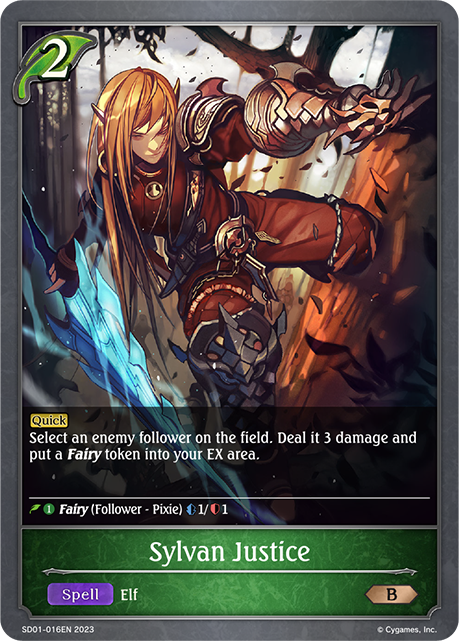 2
Quick
Select an enemy follower on the field. Deal it 3 damage and
put a Fairy token into your EX area.
1 Fairy (Follower - Pixie) 1/ 1
Sylvan Justice
Spell Elf B
SD01-016EN 2023 © Cygames, Inc.